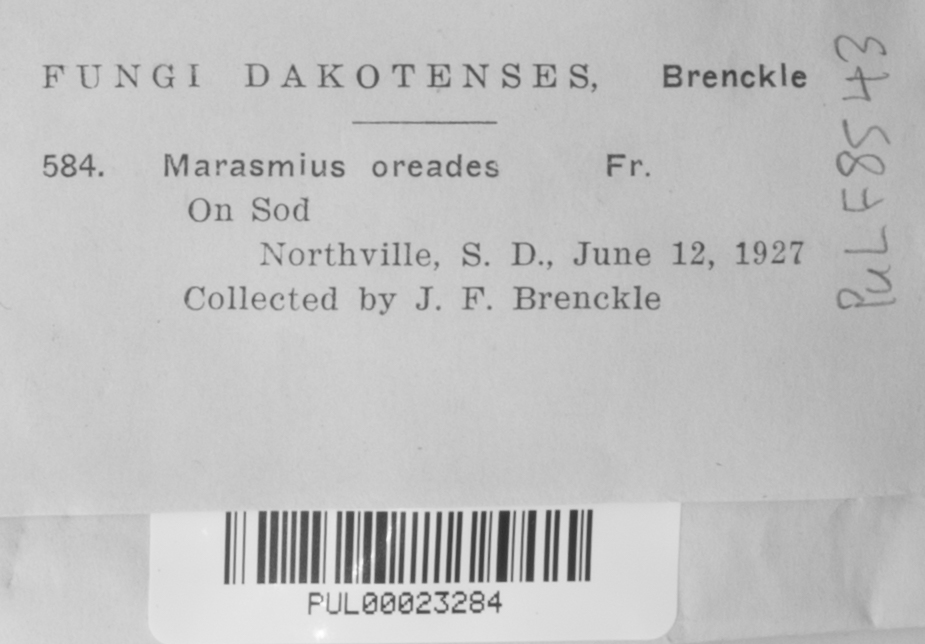 FUNGI DAKOTENSES, Brenckle
584. Marasmius oreades Fr.
On Sod
Northville, S. D., June 12, 1927
Collected by J. F. Brenckle
PUL F8543
PUL00023284